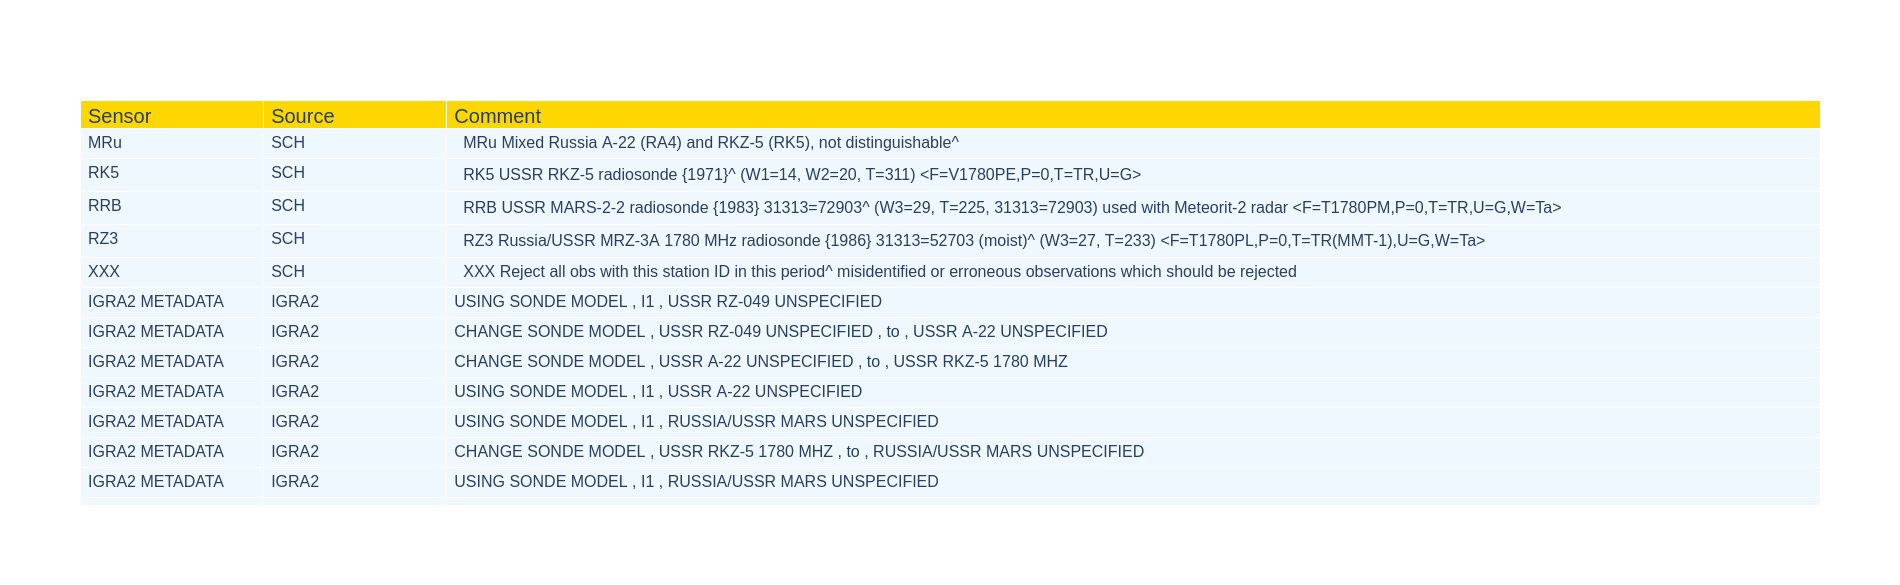 Sensor Source Comment
MRu SCH MRu Mixed Russia A-22 (RA4) and RKZ-5 (RK5), not distinguishable^
RK5 SCH RK5 USSR RKZ-5 radiosonde {1971}^ (W1=14, W2=20, T=311) <F=V1780PE,P=0,T=TR,U=G>
RRB SCH RRB USSR MARS-2-2 radiosonde {1983} 31313=72903^ (W3=29, T=225, 31313=72903) used with Meteorit-2 radar <F=T1780PM,P=0,T=TR,U=G,W=Ta>
RZ3 SCH RZ3 Russia/USSR MRZ-3A 1780 MHz radiosonde {1986} 31313=52703 (moist)^ (W3=27, T=233) <F=T1780PL,P=0,T=TR(MMT-1),U=G,W=Ta>
XXX SCH XXX Reject all obs with this station ID in this period^ misidentified or erroneous observations which should be rejected
IGRA2 METADATA IGRA2 USING SONDE MODEL , I1 , USSR RZ-049 UNSPECIFIED
IGRA2 METADATA IGRA2 CHANGE SONDE MODEL , USSR RZ-049 UNSPECIFIED , to , USSR A-22 UNSPECIFIED
IGRA2 METADATA IGRA2 CHANGE SONDE MODEL , USSR A-22 UNSPECIFIED , to , USSR RKZ-5 1780 MHZ
IGRA2 METADATA IGRA2 USING SONDE MODEL , I1 , USSR A-22 UNSPECIFIED
IGRA2 METADATA IGRA2 USING SONDE MODEL , I1 , RUSSIA/USSR MARS UNSPECIFIED
IGRA2 METADATA IGRA2 CHANGE SONDE MODEL , USSR RKZ-5 1780 MHZ , to , RUSSIA/USSR MARS UNSPECIFIED
IGRA2 METADATA IGRA2 USING SONDE MODEL , I1 , RUSSIA/USSR MARS UNSPECIFIED